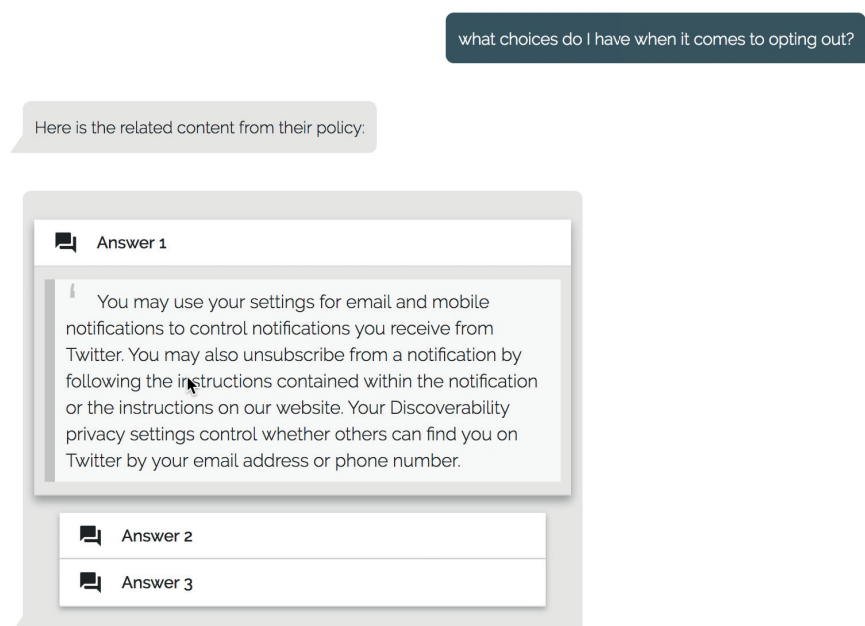 what choices do I have when it comes to opting out?
Here is the related content from their policy:
Answer 1
You may use your settings for email and mobile
notifications to control notifications you receive from
Twitter. You may also unsubscribe from a notification by
following the instructions contained within the notification
or the instructions on our website. Your Discoverability
privacy settings control whether others can find you on
Twitter by your email address or phone number.
Answer 2
Answer 3